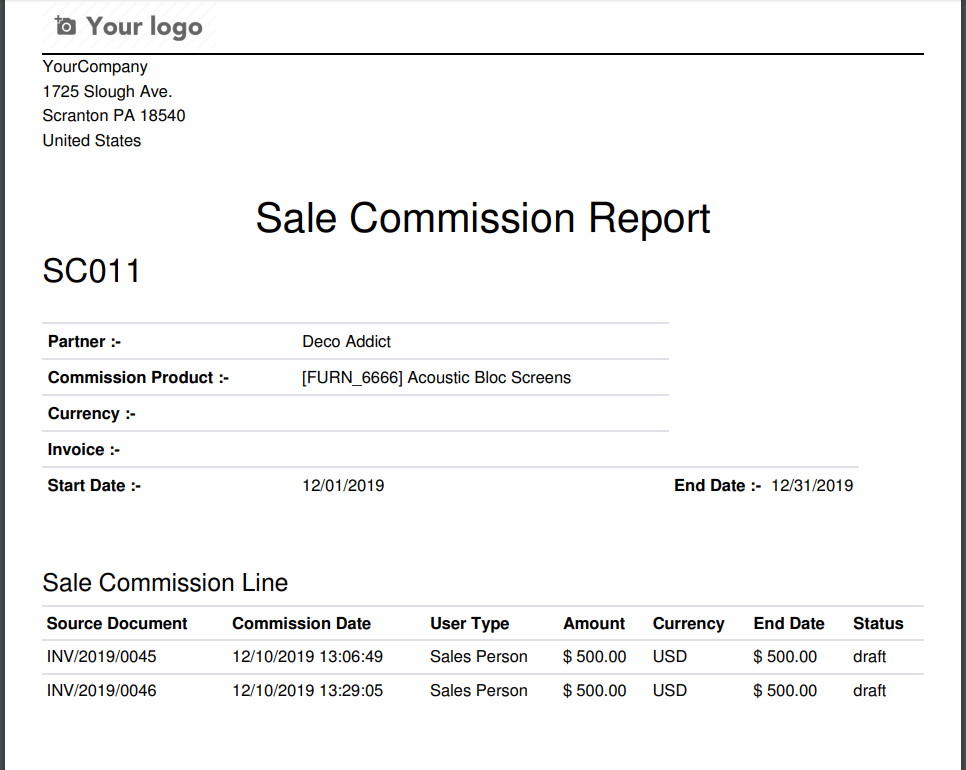 Your logo
YourCompany
1725 Slough Ave.
Scranton PA 18540
United States
Sale Commission Report
SC011
Partner :- Deco Addict
Commission Product :- [FURN_6666] Acoustic Bloc Screens
Currency :-
Invoice :-
Start Date :- 12/01/2019 End Date :- 12/31/2019
Sale Commission Line
Source Document Commission Date User Type Amount Currency End Date Status
INV/2019/0045 12/10/2019 13:06:49 Sales Person $ 500.00 USD $ 500.00 draft
INV/2019/0046 12/10/2019 13:29:05 Sales Person $ 500.00 USD $ 500.00 draft